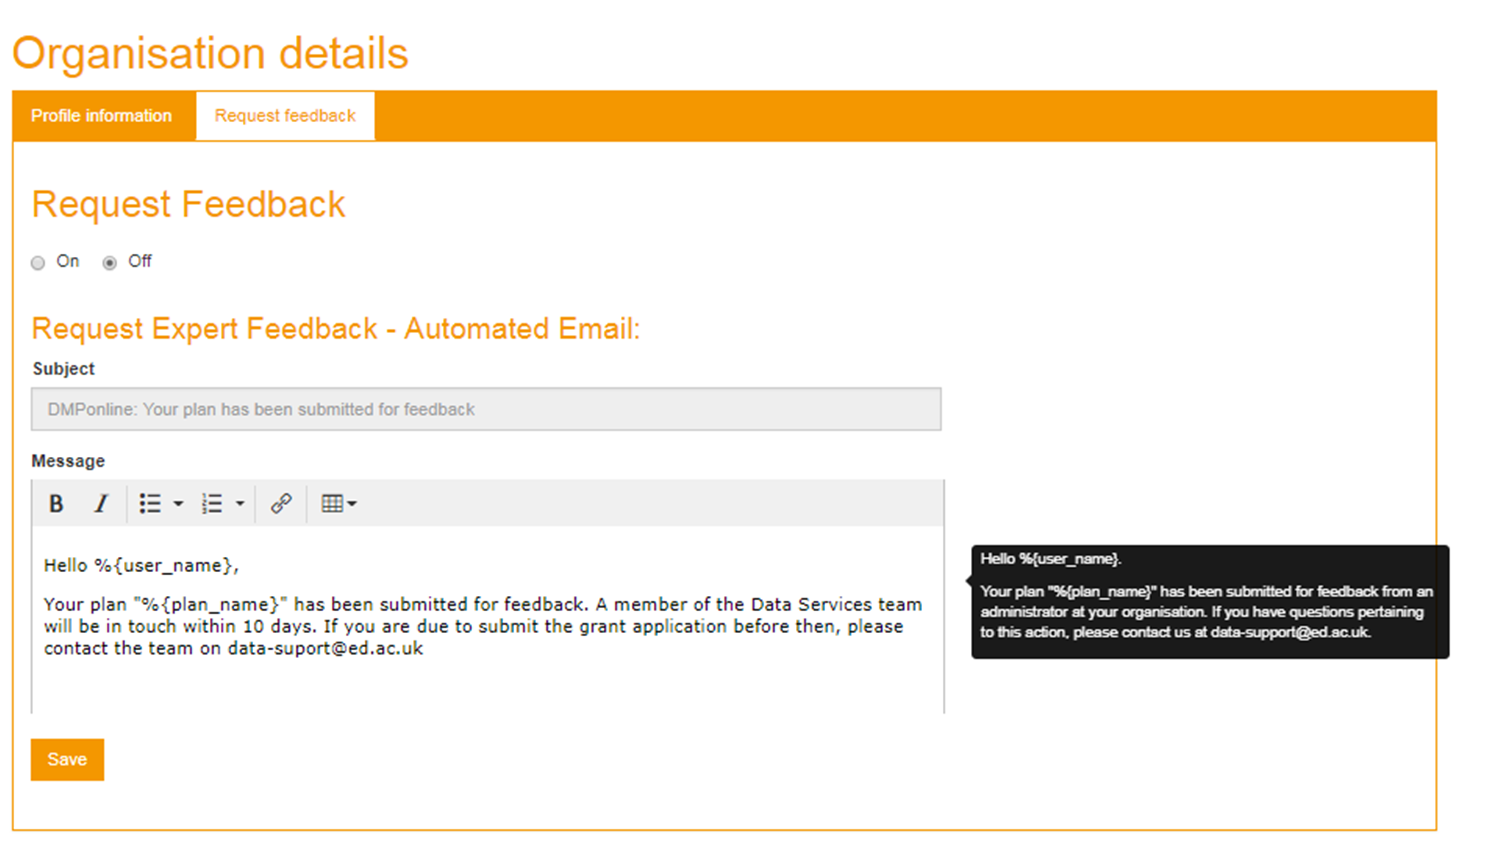 Organisation details
Profile information
Request feedback
Request Feedback
On
Off
Request Expert Feedback - Automated Email:
Subject
DMPonline: Your plan has been submitted for feedback
Message
B I
Hello %{user_name},
Your plan "%{plan_name}" has been submitted for feedback. A member of the Data Services team
will be in touch within 10 days. If you are due to submit the grant application before then, please
contact the team on data-suport@ed.ac.uk
Hello %{user_name}.
Your plan "%{plan_name}" has been submitted for feedback from an
administrator at your organisation. If you have questions pertaining
to this action, please contact us at data-support@ed.ac.uk.
Save